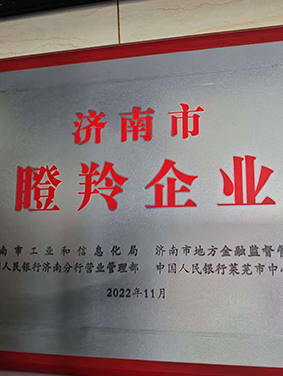 济南市
瞪羚企业
南市工业和信息化局 济南市地方金融监督管
国人民银行济南分行营业管理部 中国人民银行莱芜市中心
2022年11月